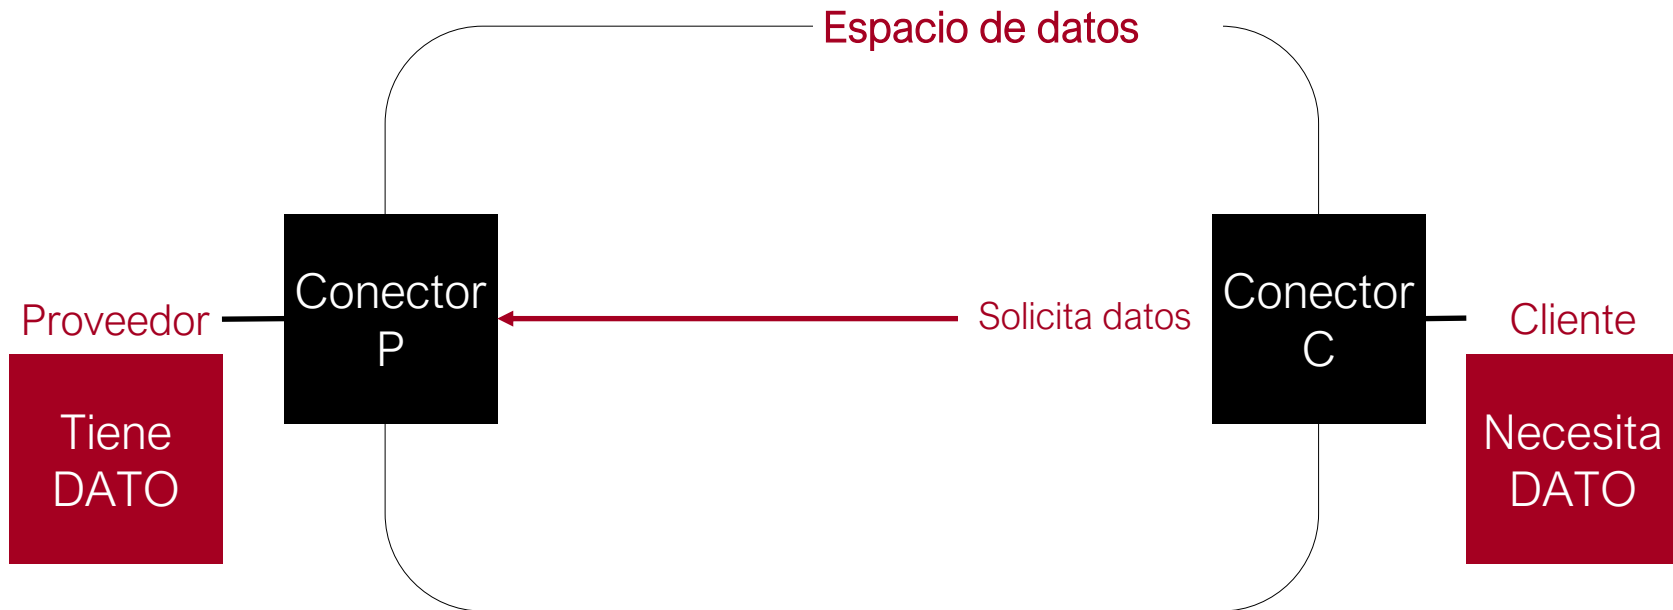 Espacio de datos
Conector
P
Conector
C
Proveedor
Solicita datos
Cliente
Tiene
DATO
Necesita
DATO